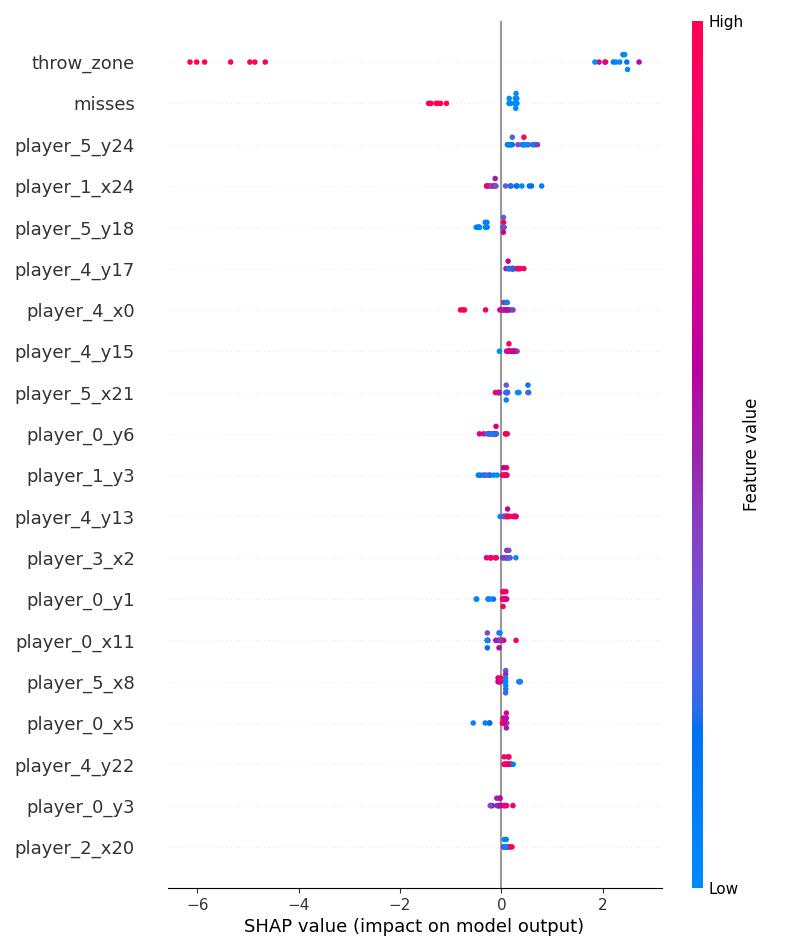 High
throw_zone
misses
player_5_y24
player_1_x24
player_5_y18
player_4_y17
player_4_x0
player_4_y15
player_5_x21
player_0_y6
player_1_y3
player_4_y13
player_3_x2
player_0_y1
player_0_x11
player_5_x8
player_0_x5
player_4_y22
player_0_y3
player_2_x20
Feature value
Low
−6 −4 −2 0 2
SHAP value (impact on model output)